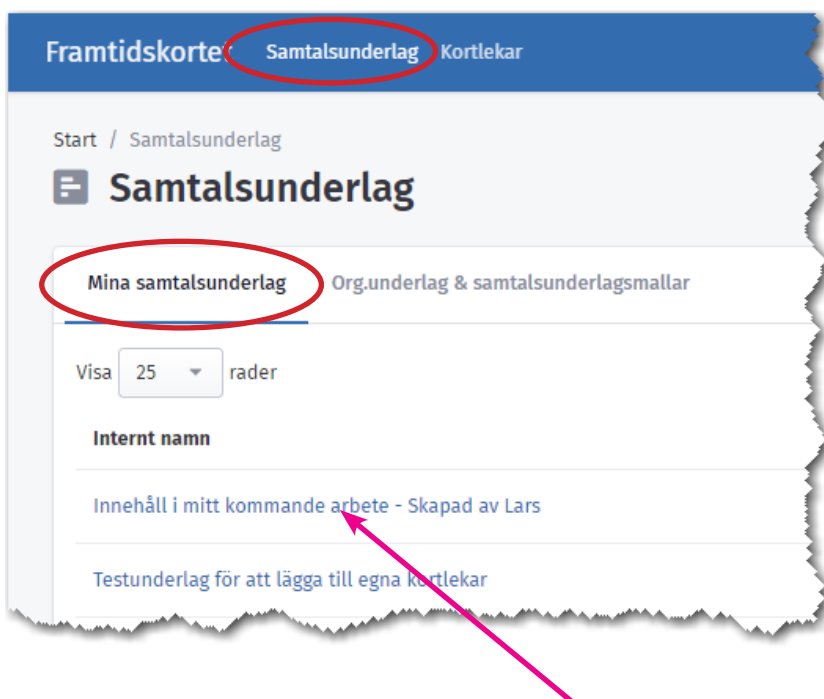 Framtidskorten Samtalsunderlag Kortlekar
Start / Samtalsunderlag
Samtalsunderlag
Mina samtalsunderlag Org.underlag & samtalsunderlagsmallar
Visa 25 rader
Internt namn
Innehåll i mitt kommande arbete - Skapad av Lars
Testunderlag för att lägga till egna kortlekar